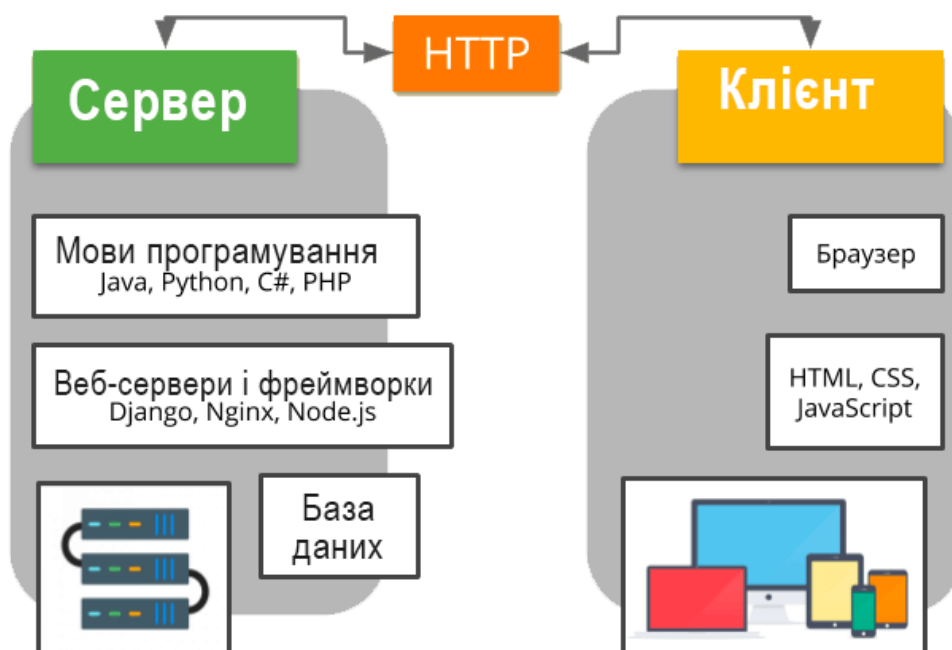 HTTP
Сервер
Мови програмування
Java, Python, C#, PHP
Веб-сервери і фреймворки
Django, Nginx, Node.js
База
даних
Клієнт
Браузер
HTML, CSS,
JavaScript